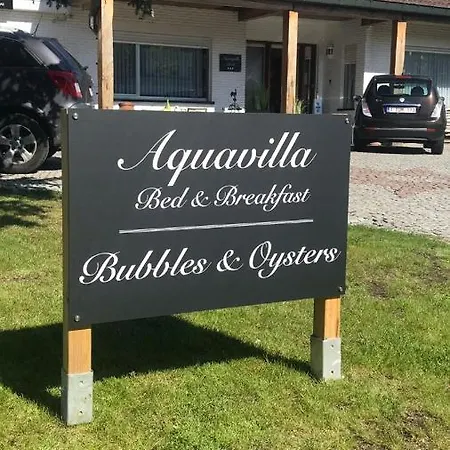 Aquavilla
Bed & Breakfast
Bubbles & Oysters